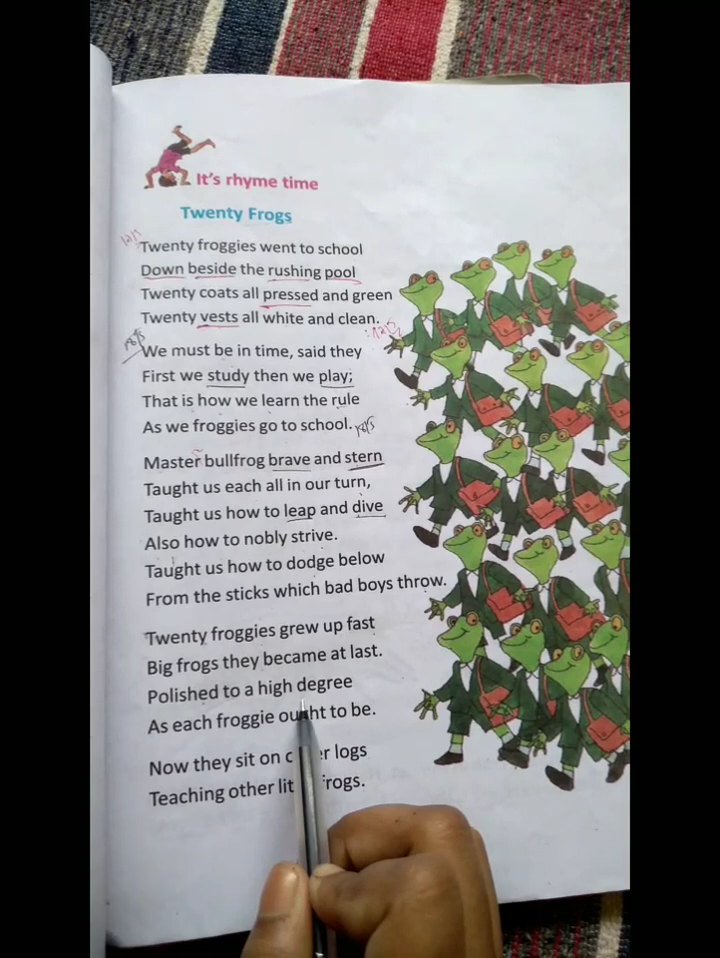 It's rhyme time
Twenty Frogs
Twenty froggies went to school
Down beside the rushing pool
Twenty coats all pressed and green
Twenty vests all white and clean.
We must be in time, said they
First we study then we play;
That is how we learn the rule
As we froggies go to school.
Master bullfrog brave and stern
Taught us each all in our turn,
Taught us how to leap and dive
Also how to nobly strive.
Taught us how to dodge below
From the sticks which bad boys throw.
Twenty froggies grew up fast
Big frogs they became at last.
Polished to a high degree
As each froggie ought to be.
Now they sit on logs
Teaching other frogs.